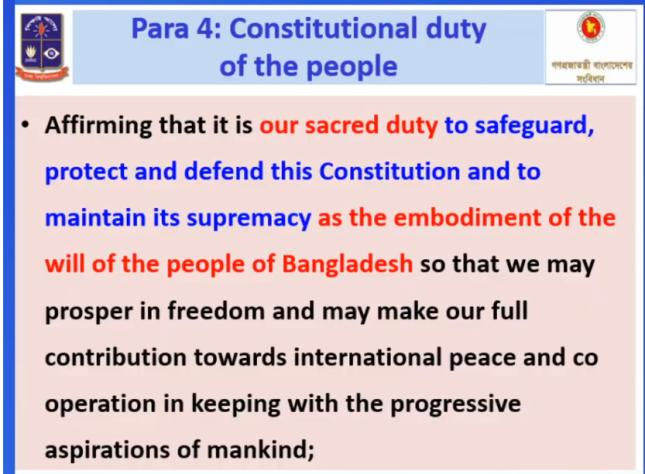 Para 4: Constitutional duty
of the people
গণপ্রজাতন্ত্রী বাংলাদেশের
সংবিধান
• Affirming that it is our sacred duty to safeguard,
protect and defend this Constitution and to
maintain its supremacy as the embodiment of the
will of the people of Bangladesh so that we may
prosper in freedom and may make our full
contribution towards international peace and co
operation in keeping with the progressive
aspirations of mankind;